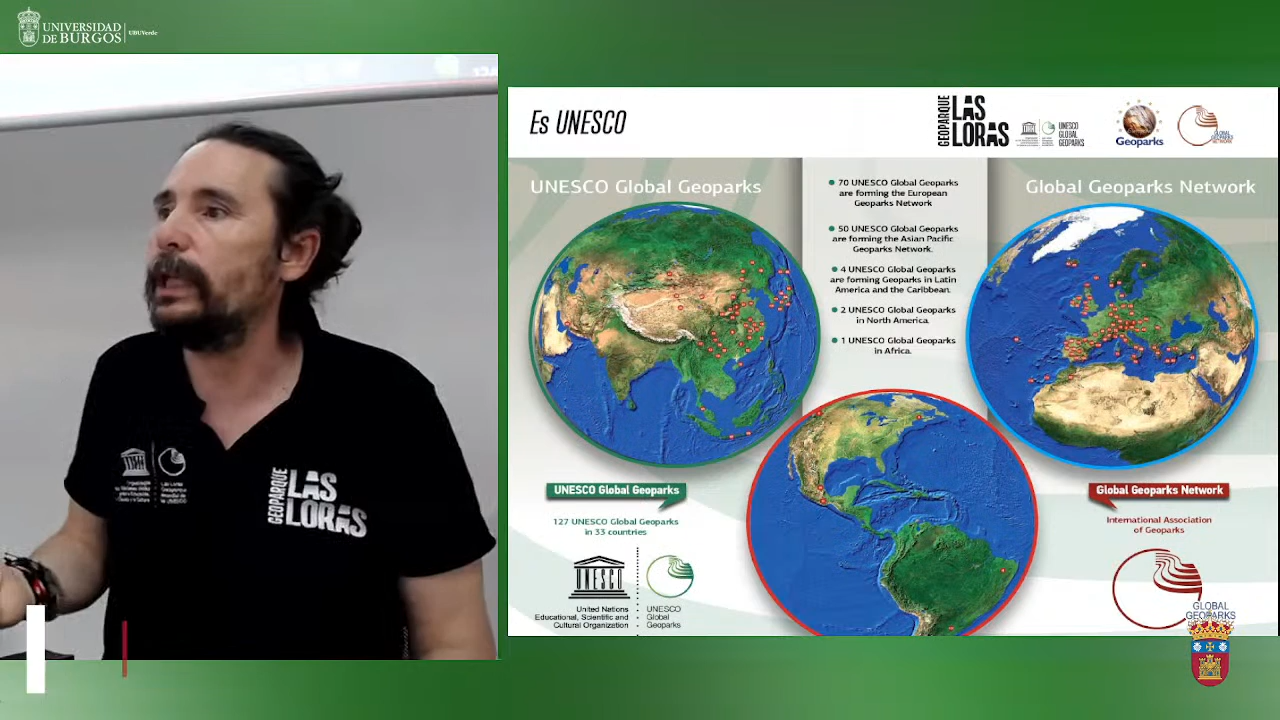 UNIVERSIDAD
DE BURGOS
UBUVerde
GEOPARQUE
LAS
LORAS
Es UNESCO
GEOPARQUE
LAS
LORAS
UNESCO
GLOBAL
GEOPARKS
Geoparks
GLOBAL
GEOPARKS
NETWORK
UNESCO Global Geoparks
70 UNESCO Global Geoparks
are forming the European
Geoparks Network
50 UNESCO Global Geoparks
are forming the Asian Pacific
Geoparks Network.
4 UNESCO Global Geoparks
are forming Geoparks in Latin
America and the Caribbean.
2 UNESCO Global Geoparks
in North America.
1 UNESCO Global Geoparks
in Africa.
Global Geoparks Network
UNESCO Global Geoparks
127 UNESCO Global Geoparks
in 33 countries
UNESCO
United Nations
Educational, Scientific and
Cultural Organization
UNESCO
Global
Geoparks
Global Geoparks Network
International Association
of Geoparks
GLOBAL
GEOPARKS